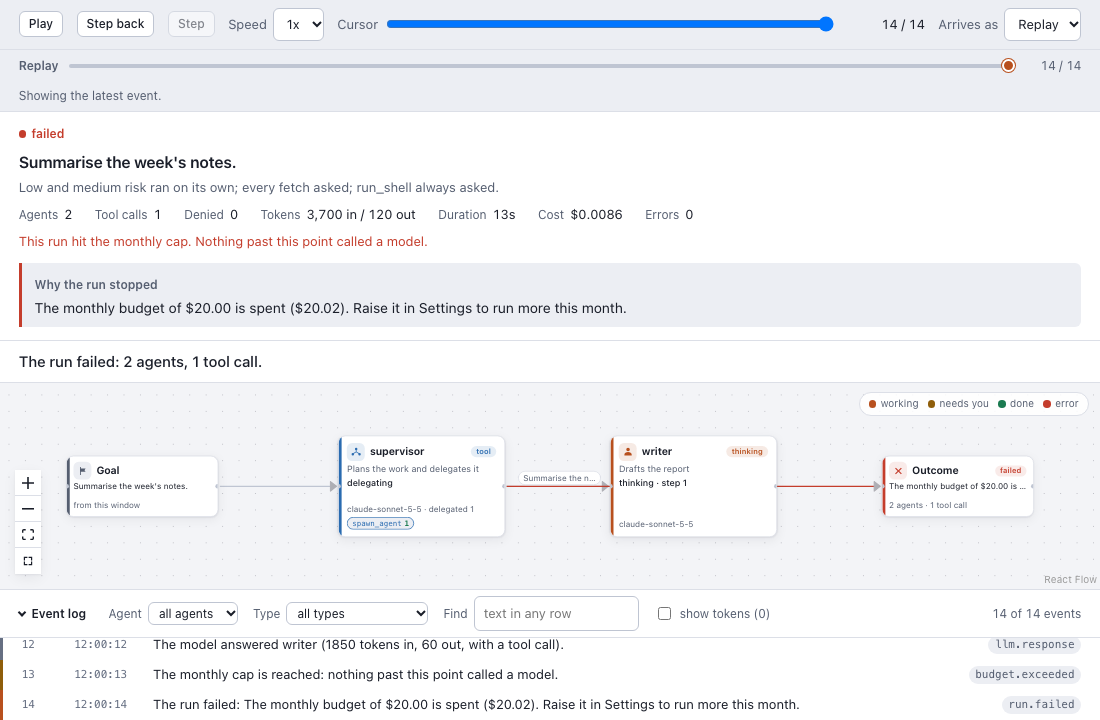 Play Step back Step Speed 1x Cursor 14 / 14 Arrives as Replay
Replay 14 / 14
Showing the latest event.
failed
Summarise the week's notes.
Low and medium risk ran on its own; every fetch asked; run_shell always asked.
Agents 2 Tool calls 1 Denied 0 Tokens 3,700 in / 120 out Duration 13s Cost $0.0086 Errors 0
This run hit the monthly cap. Nothing past this point called a model.
Why the run stopped
The monthly budget of $20.00 is spent ($20.02). Raise it in Settings to run more this month.
The run failed: 2 agents, 1 tool call.
working needs you done error
Goal
Summarise the week's notes.
from this window
supervisor tool
Plans the work and delegates it
delegating
claude-sonnet-5-5 · delegated 1
spawn_agent 1
Summarise the n...
writer thinking
Drafts the report
thinking · step 1
claude-sonnet-5-5
Outcome failed
The monthly budget of $20.00 is ...
2 agents · 1 tool call
React Flow
Event log Agent all agents Type all types Find text in any row show tokens (0) 14 of 14 events
12 12:00:12 The model answered writer (1850 tokens in, 60 out, with a tool call). llm.response
13 12:00:13 The monthly cap is reached: nothing past this point called a model. budget.exceeded
14 12:00:14 The run failed: The monthly budget of $20.00 is spent ($20.02). Raise it in Settings to run more this month. run.failed